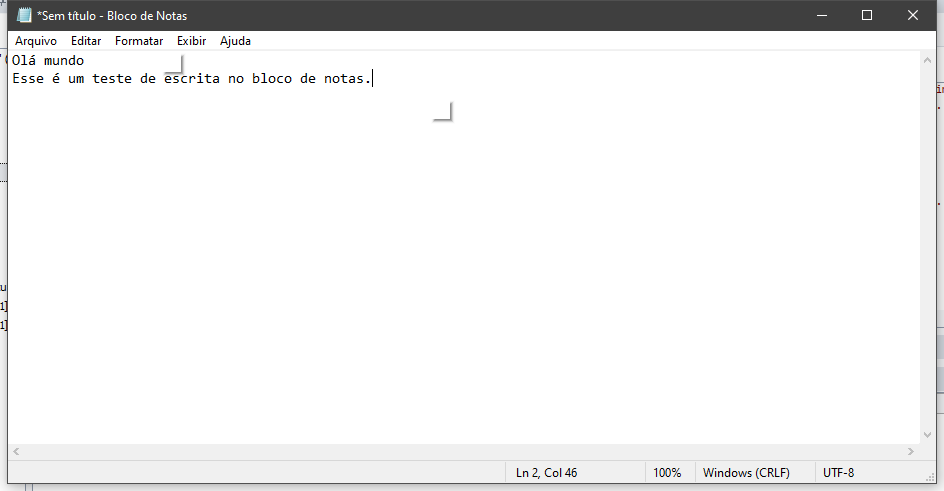 *Sem título - Bloco de Notas
Arquivo Editar Formatar Exibir Ajuda
Olá mundo
Esse é um teste de escrita no bloco de notas.
Ln 2, Col 46 100% Windows (CRLF) UTF-8